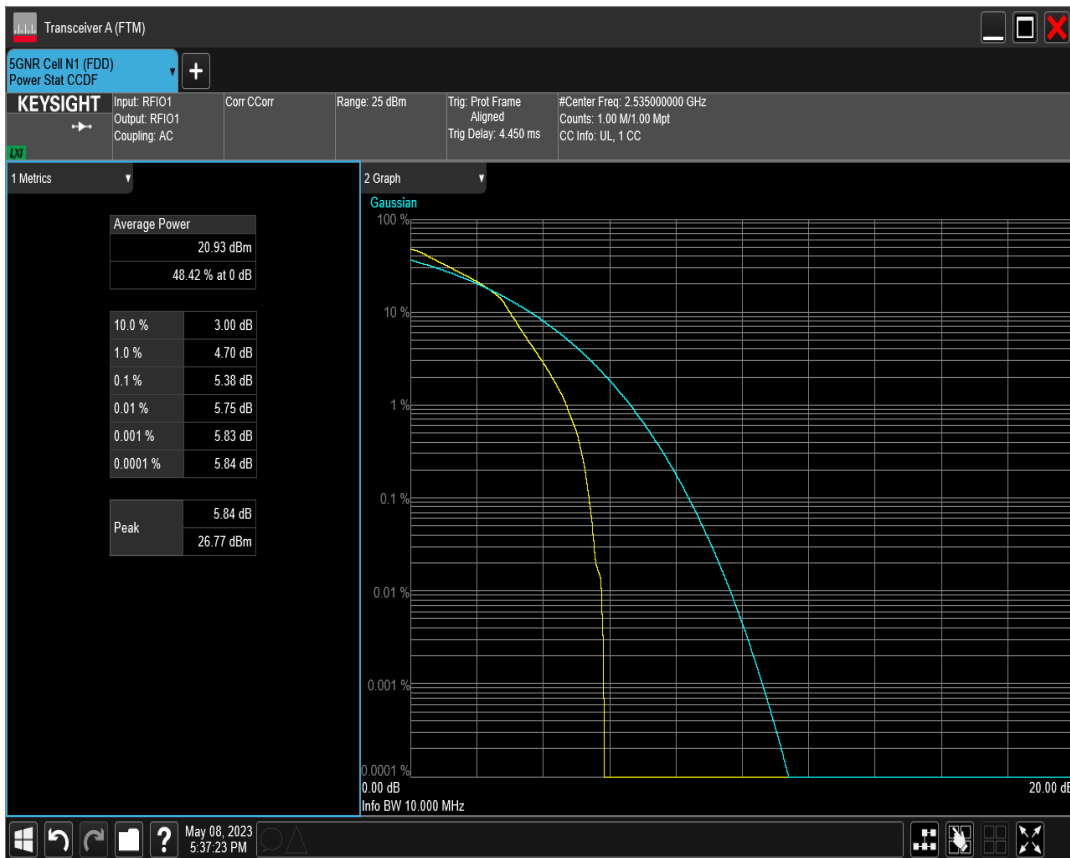 Transceiver A (FTM)
5GNR Cell N1 (FDD)
Power Stat CCDF
KEYSIGHT
LXI
Input: RFIO1
Output: RFIO1
Coupling: AC
Corr CCorr
Range: 25 dBm
Trig: Prot Frame
Aligned
Trig Delay: 4.450 ms
#Center Freq: 2.535000000 GHz
Counts: 1.00 M/1.00 Mpt
CC Info: UL, 1 CC
1 Metrics
Average Power
20.93 dBm
48.42 % at 0 dB
10.0 % 3.00 dB
1.0 % 4.70 dB
0.1 % 5.38 dB
0.01 % 5.75 dB
0.001 % 5.83 dB
0.0001 % 5.84 dB
Peak 5.84 dB
26.77 dBm
2 Graph
Gaussian
100 %
10 %
1 %
0.1 %
0.01 %
0.001 %
0.0001 %
0.00 dB 20.00 dB
Info BW 10.000 MHz
? May 08, 2023
5:37:23 PM